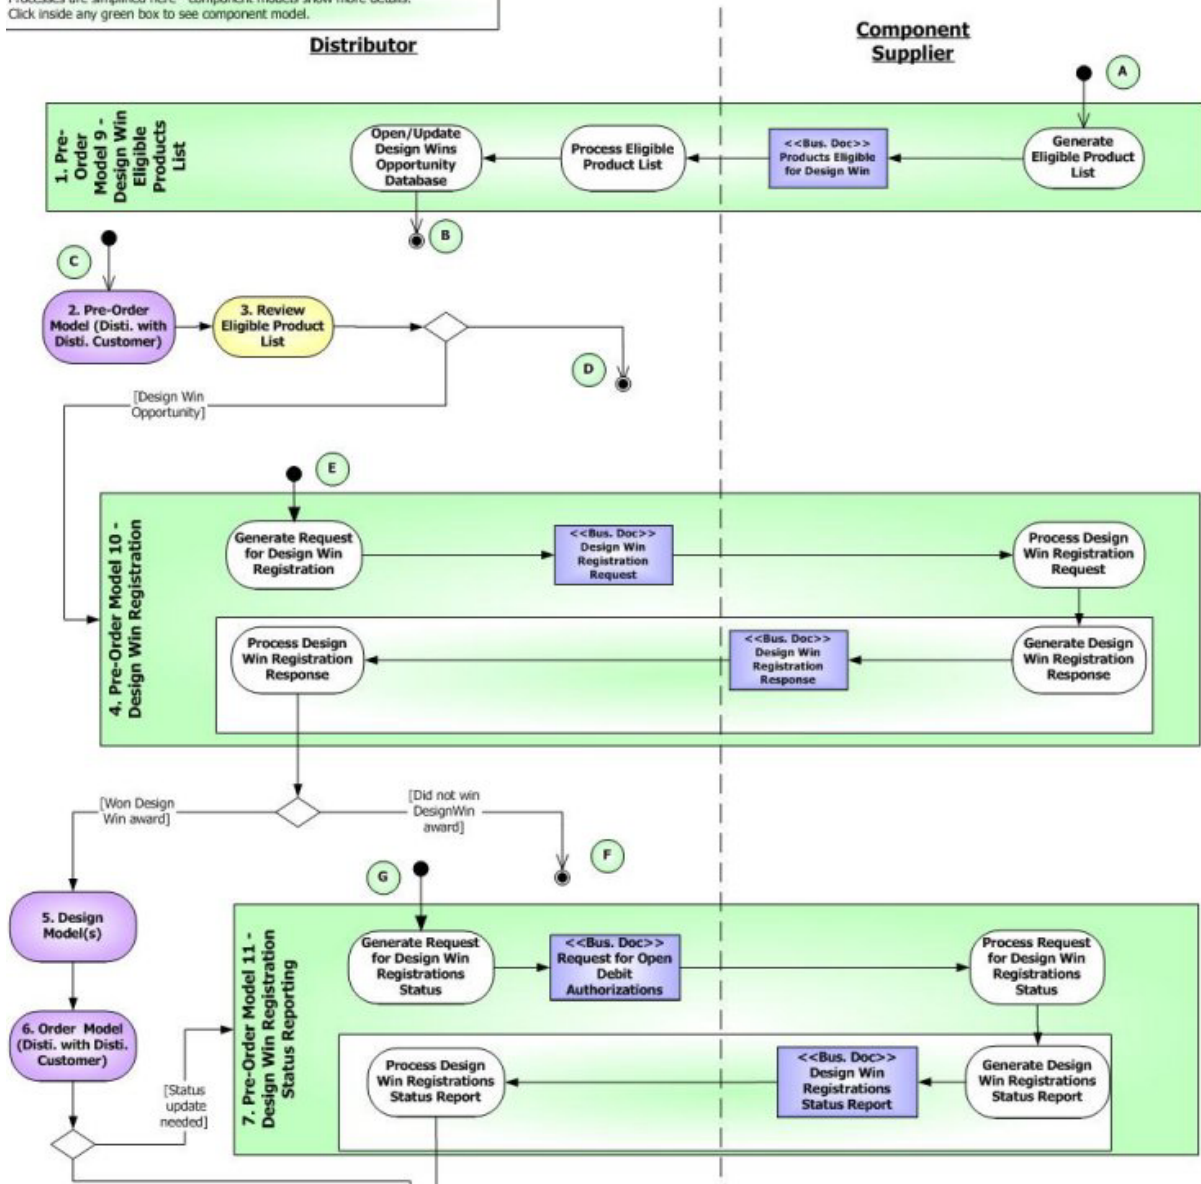 Processes are simplified here - component models show more details.
Click inside any green box to see component model.
Distributor
Component
Supplier
A
1. Pre-
Order
Model 9 -
Design Win
Eligible
Products
List
Open/Update
Design Wins
Opportunity
Database
Process Eligible
Product List
<<Bus. Doc>>
Products Eligible
for Design Win
Generate
Eligible Product
List
B
C
2. Pre-Order
Model (Disti. with
Disti. Customer)
3. Review
Eligible Product
List
D
[Design Win
Opportunity]
E
4. Pre-Order Model 10 -
Design Win Registration
Generate Request
for Design Win
Registration
<<Bus. Doc>>
Design Win
Registration
Request
Process Design
Win Registration
Request
Process Design
Win Registration
Response
<<Bus. Doc>>
Design Win
Registration
Response
Generate Design
Win Registration
Response
[Won Design
Win award]
[Did not win
DesignWin
award]
F
G
5. Design
Model(s)
7. Pre-Order Model 11 -
Design Win Registration
Status Reporting
Generate Request
for Design Win
Registrations
Status
<<Bus. Doc>>
Request for Open
Debit
Authorizations
Process Request
for Design Win
Registrations
Status
6. Order Model
(Disti. with Disti.
Customer)
[Status
update
needed]
Process Design
Win Registrations
Status Report
<<Bus. Doc>>
Design Win
Registrations
Status Report
Generate Design
Win Registrations
Status Report